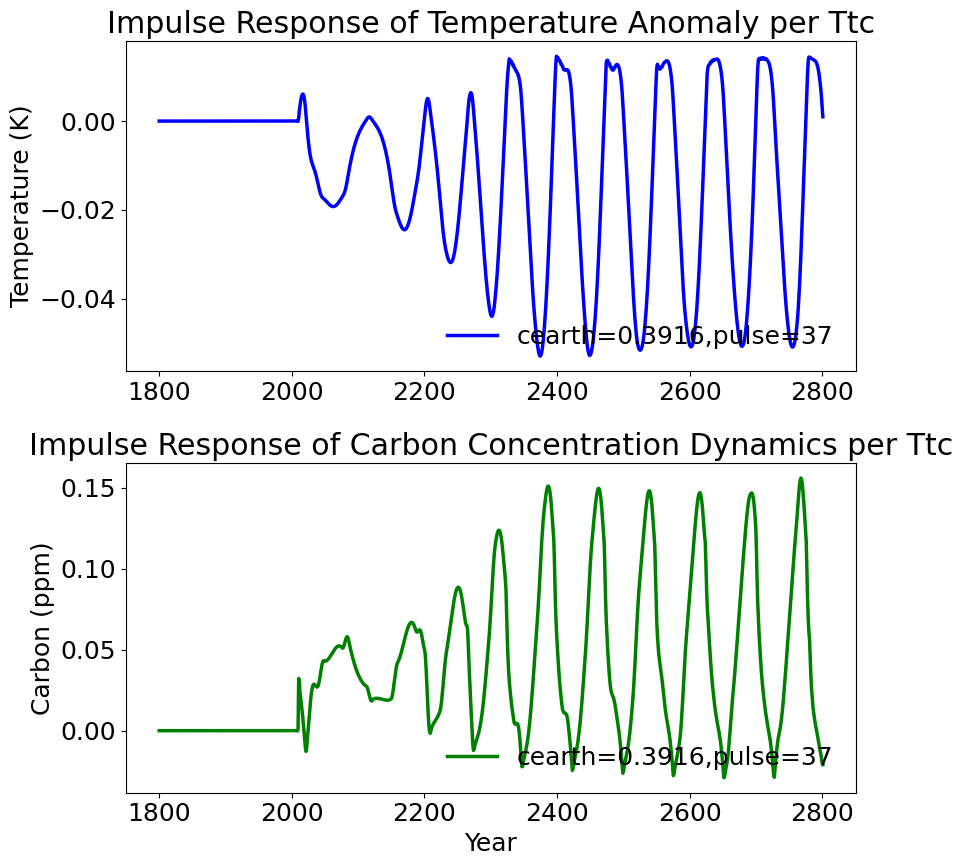 Impulse Response of Temperature Anomaly per Ttc
Temperature (K)
0.00
−0.02
−0.04
cearth=0.3916,pulse=37
1800 2000 2200 2400 2600 2800
Impulse Response of Carbon Concentration Dynamics per Ttc
Carbon (ppm)
0.15
0.10
0.05
0.00
cearth=0.3916,pulse=37
1800 2000 2200 2400 2600 2800
Year